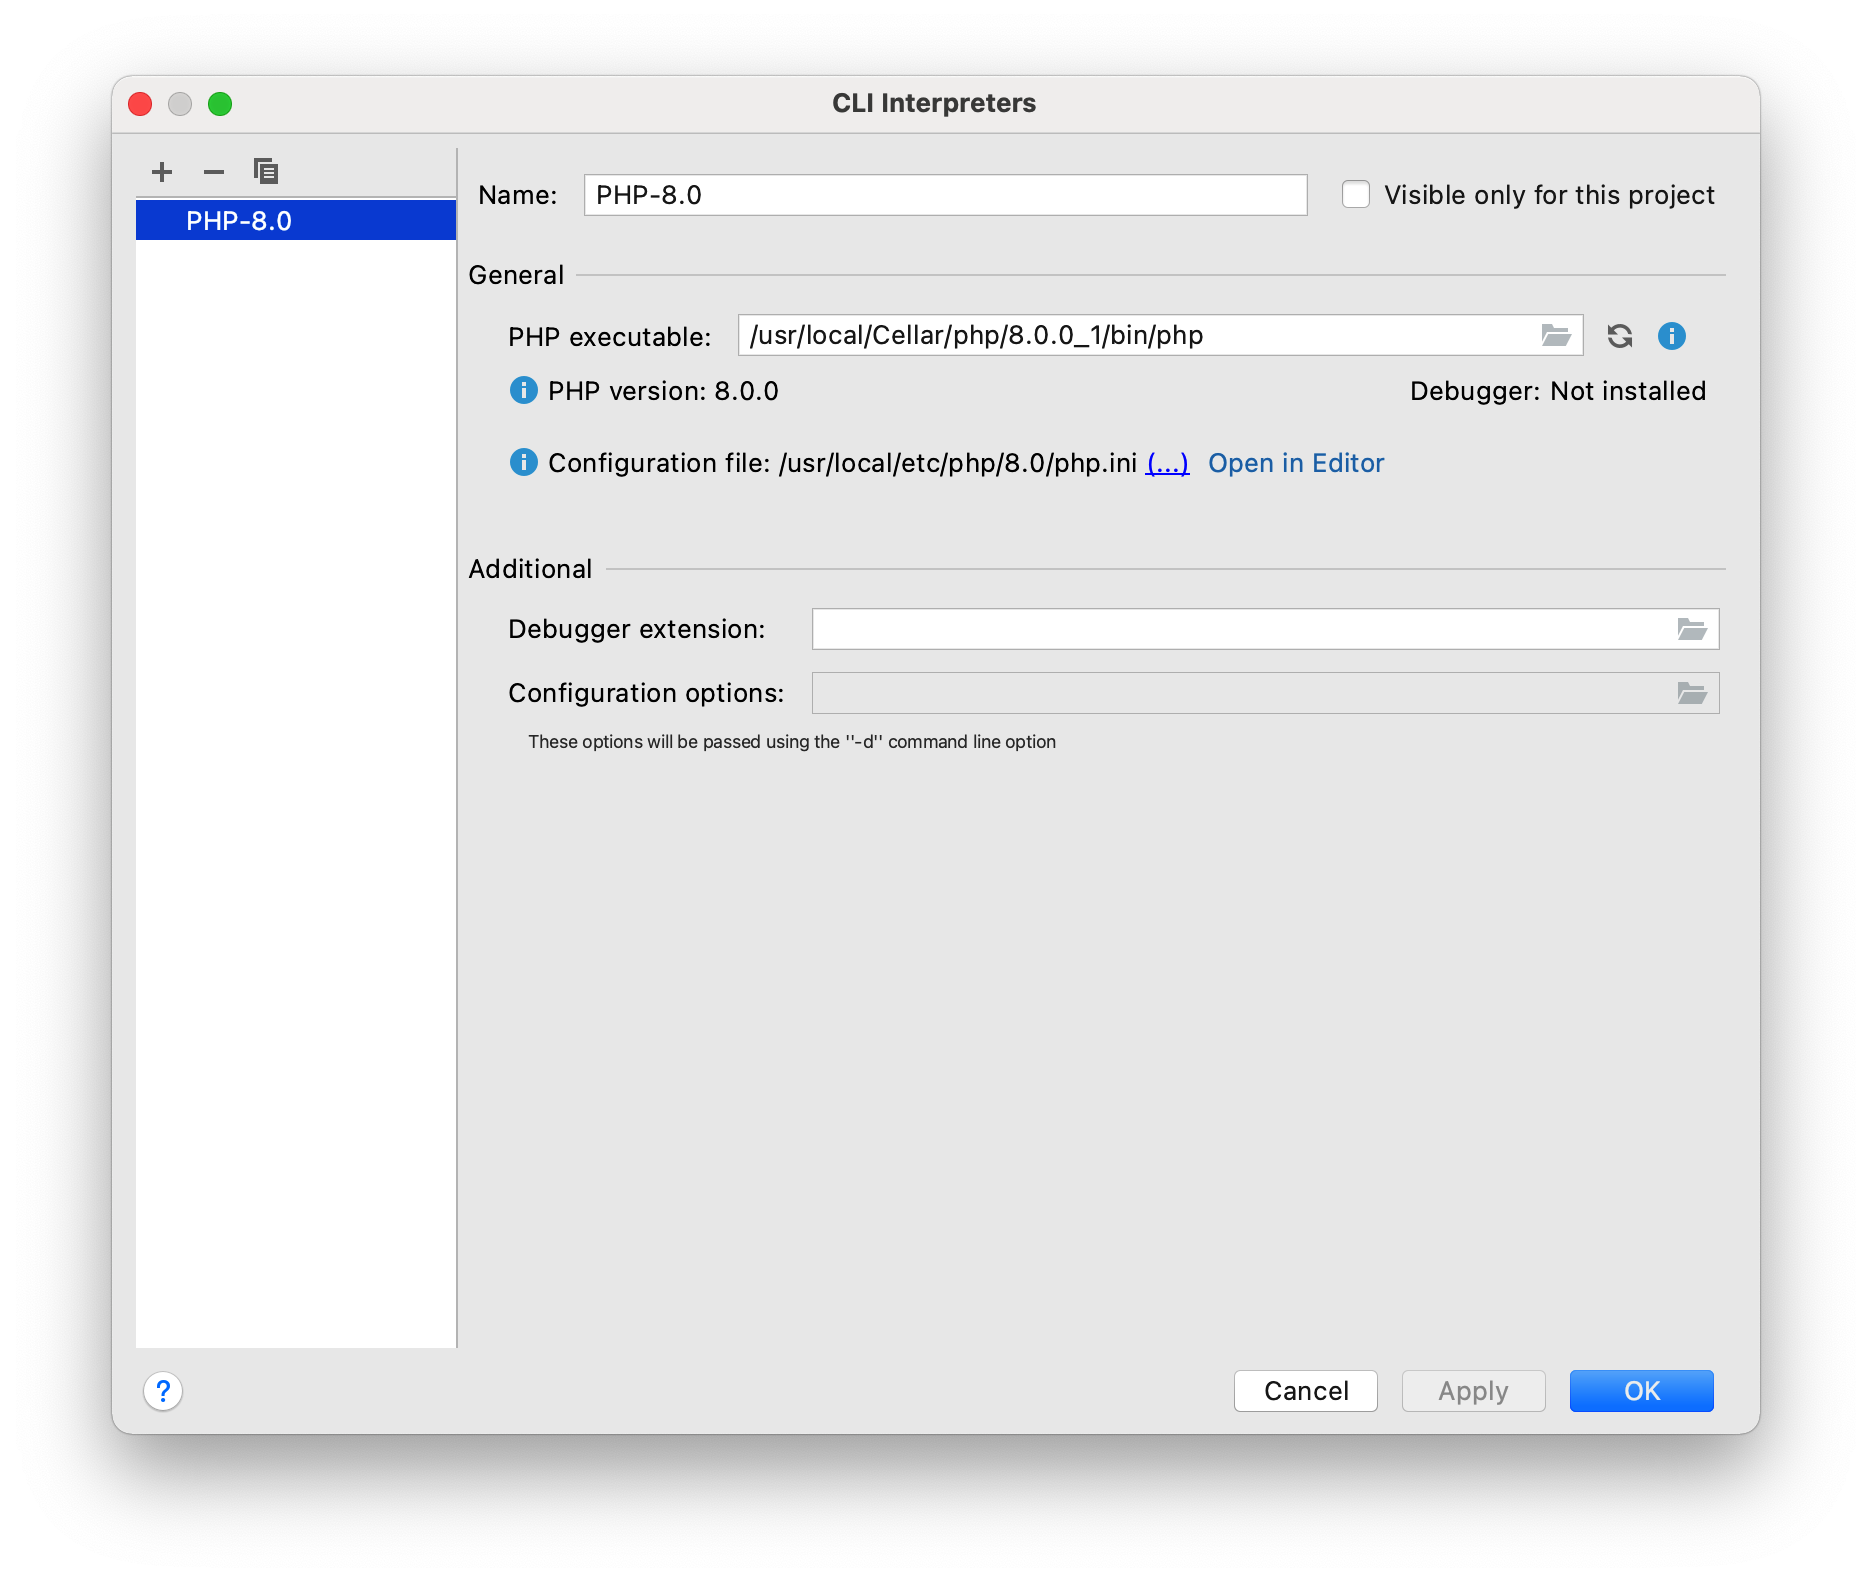 CLI Interpreters
PHP-8.0
Name: PHP-8.0 Visible only for this project
General
PHP executable: /usr/local/Cellar/php/8.0.0_1/bin/php
PHP version: 8.0.0 Debugger: Not installed
Configuration file: /usr/local/etc/php/8.0/php.ini (...) Open in Editor
Additional
Debugger extension:
Configuration options:
These options will be passed using the ''-d'' command line option
? Cancel Apply OK